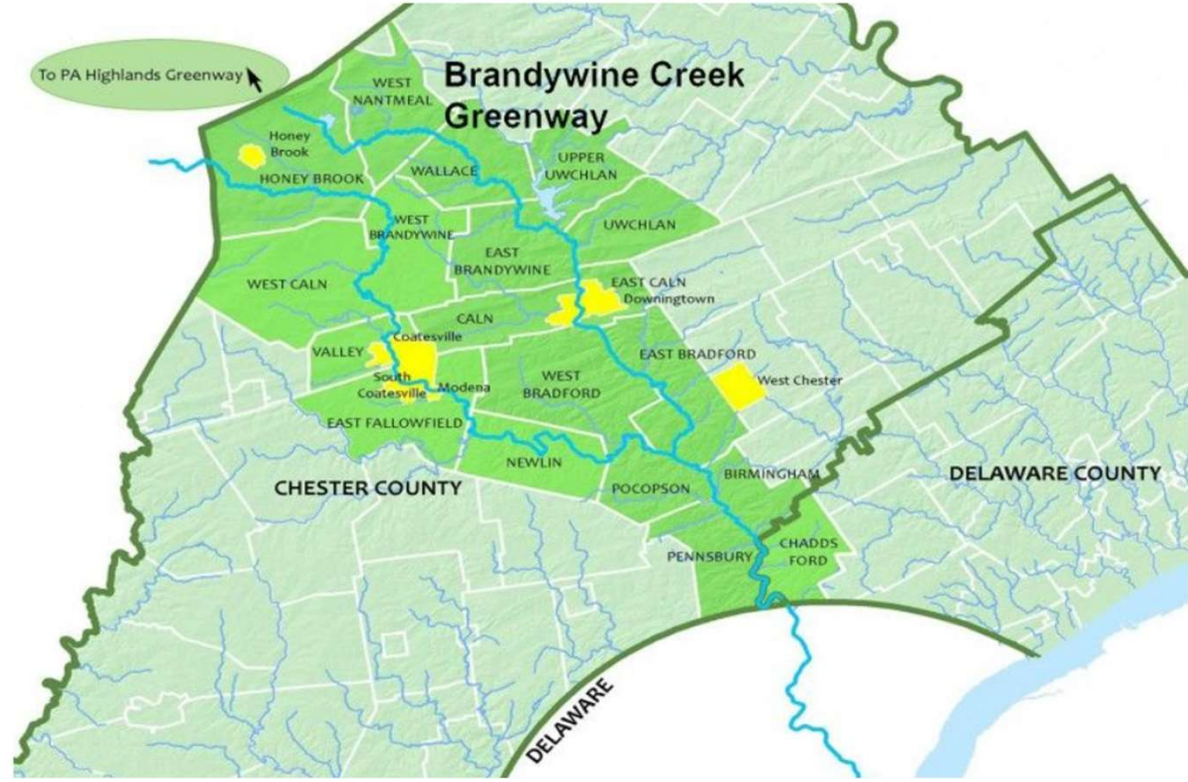 To PA Highlands Greenway
Brandywine Creek
Greenway
WEST
NANTMEAL
Honey
Brook
HONEY BROOK
WALLACE
UPPER
UWCHLAN
WEST
BRANDYWINE
UWCHLAN
EAST
BRANDYWINE
WEST CALN
EAST CALN
Downingtown
CALN
Coatesville
VALLEY
EAST BRADFORD
South
Coatesville
Modena
WEST
BRADFORD
West Chester
EAST FALLOWFIELD
NEWLIN
BIRMINGHAM
DELAWARE COUNTY
CHESTER COUNTY
POCOPSON
PENNSBURY
CHADDS
FORD
DELAWARE